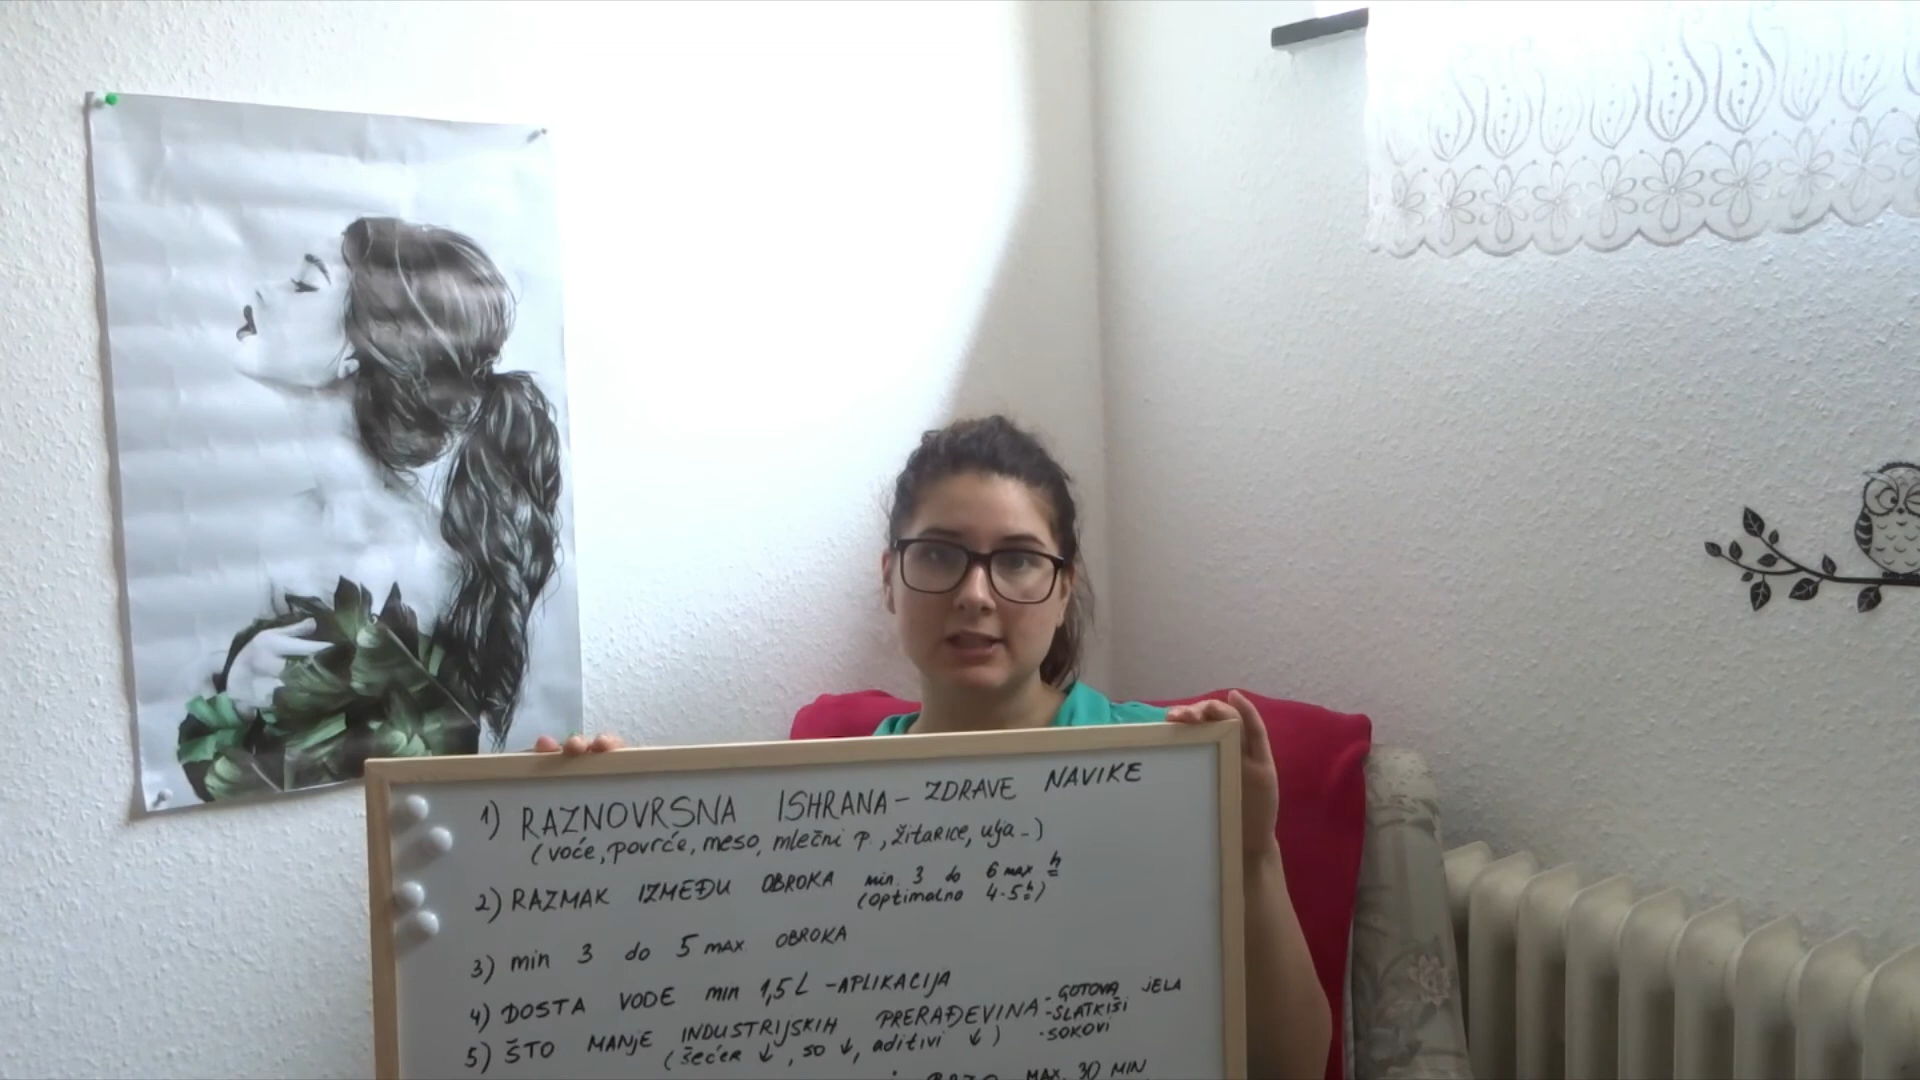 1) RAZNOVRSNA ISHRANA - ZDRAVE NAVIKE
(voće, povrće, meso, mlečni p., žitarice, ulja...)
2) RAZMAK IZMEĐU OBROKA min. 3 do 6 max h
(optimalno 4-5h)
3) min 3 do 5 max OBROKA
4) DOSTA VODE min 1,5L - APLIKACIJA
5) ŠTO MANJE INDUSTRIJSKIH PRERAĐEVINA - GOTOVA JELA
- SLATKIŠI
(šećer ↓, so ↓, aditivi ↓) - SOKOVI
MAX. 30 MIN